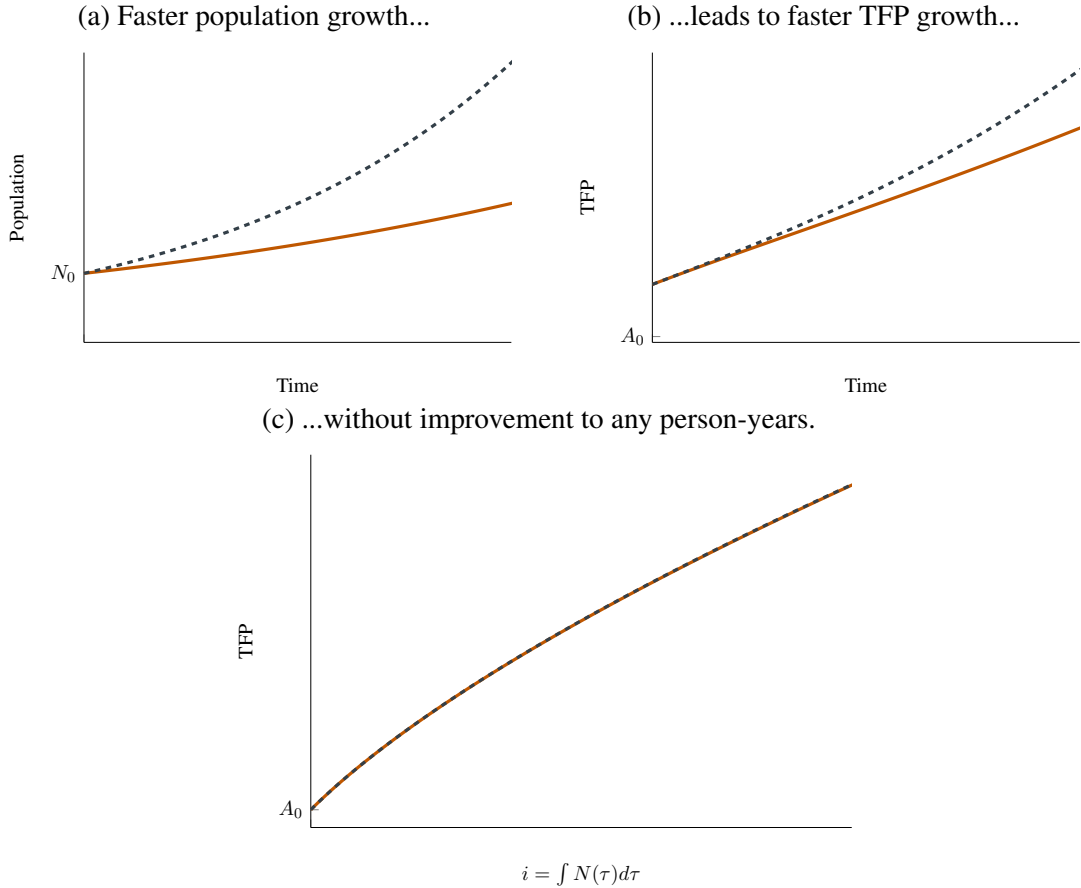 (a) Faster population growth...
Population
N₀
Time
(b) ...leads to faster TFP growth...
TFP
A₀
Time
(c) ...without improvement to any person-years.
TFP
A₀
i = ∫ N(τ)dτ